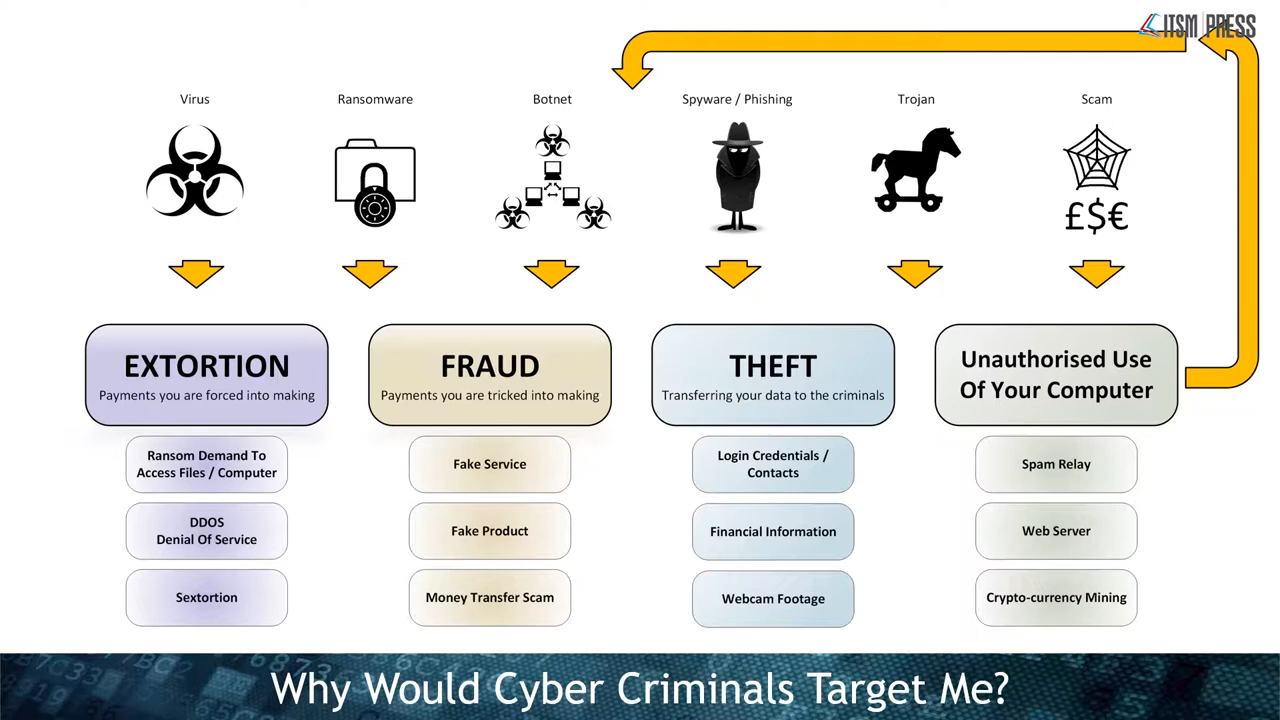 ITSM PRESS
Virus
Ransomware
Botnet
Spyware / Phishing
Trojan
Scam
£$€
EXTORTION
Payments you are forced into making
FRAUD
Payments you are tricked into making
THEFT
Transferring your data to the criminals
Unauthorised Use
Of Your Computer
Ransom Demand To
Access Files / Computer
Fake Service
Login Credentials /
Contacts
Spam Relay
DDOS
Denial Of Service
Fake Product
Financial Information
Web Server
Sextortion
Money Transfer Scam
Webcam Footage
Crypto-currency Mining
Why Would Cyber Criminals Target Me?